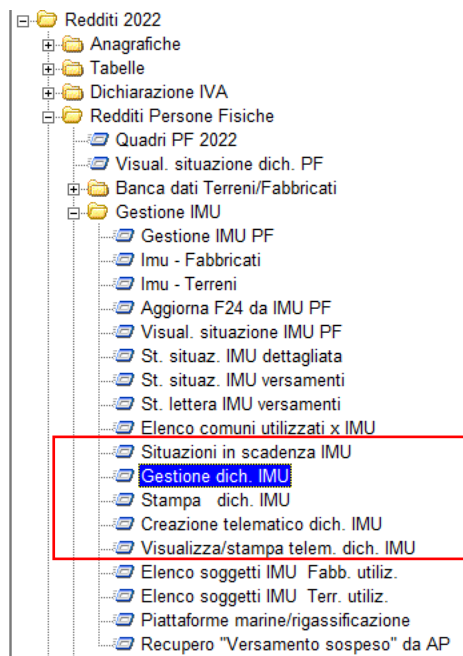 Redditi 2022
Anagrafiche
Tabelle
Dichiarazione IVA
Redditi Persone Fisiche
Quadri PF 2022
Visual. situazione dich. PF
Banca dati Terreni/Fabbricati
Gestione IMU
Gestione IMU PF
Imu - Fabbricati
Imu - Terreni
Aggiorna F24 da IMU PF
Visual. situazione IMU PF
St. situaz. IMU dettagliata
St. situaz. IMU versamenti
St. lettera IMU versamenti
Elenco comuni utilizzati x IMU
Situazioni in scadenza IMU
Gestione dich. IMU
Stampa   dich. IMU
Creazione telematico dich. IMU
Visualizza/stampa telem. dich. IMU
Elenco soggetti IMU  Fabb. utiliz.
Elenco soggetti IMU  Terr. utiliz.
Piattaforme marine/rigassificazione
Recupero "Versamento sospeso" da AP